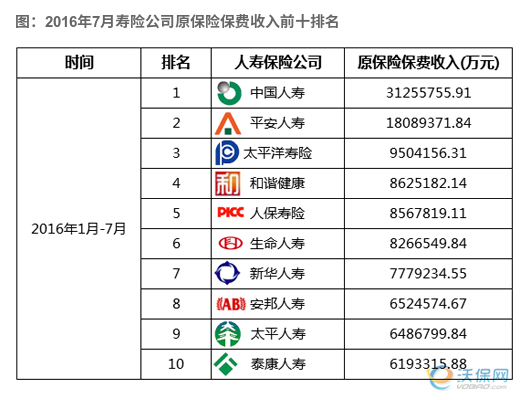 图：2016年7月寿险公司原保险保费收入前十排名
时间 排名 人寿保险公司 原保险保费收入(万元)
2016年1月-7月
1 中国人寿 31255755.91
2 平安人寿 18089371.84
3 太平洋寿险 9504156.31
4 和 和谐健康 8625182.14
5 PICC 人保寿险 8567819.11
6 生命人寿 8266549.84
7 新华人寿 7779234.55
8 (AB) 安邦人寿 6524574.67
9 太平人寿 6486799.84
10 泰康人寿 6193315.88
沃保网
VOBAO.COM